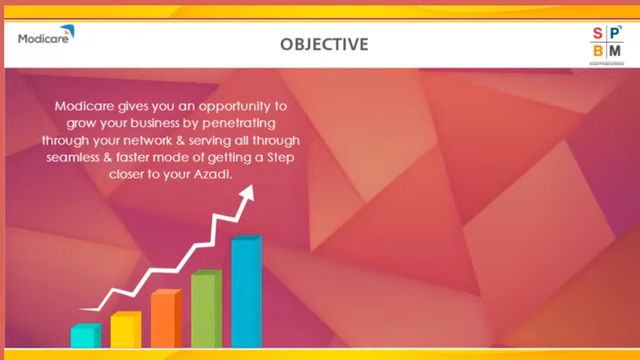 Modicare
OBJECTIVE
S P
B M
Modicare gives you an opportunity to
grow your business by penetrating
through your network & serving all through
seamless & faster mode of getting a Step
closer to your Azadi.